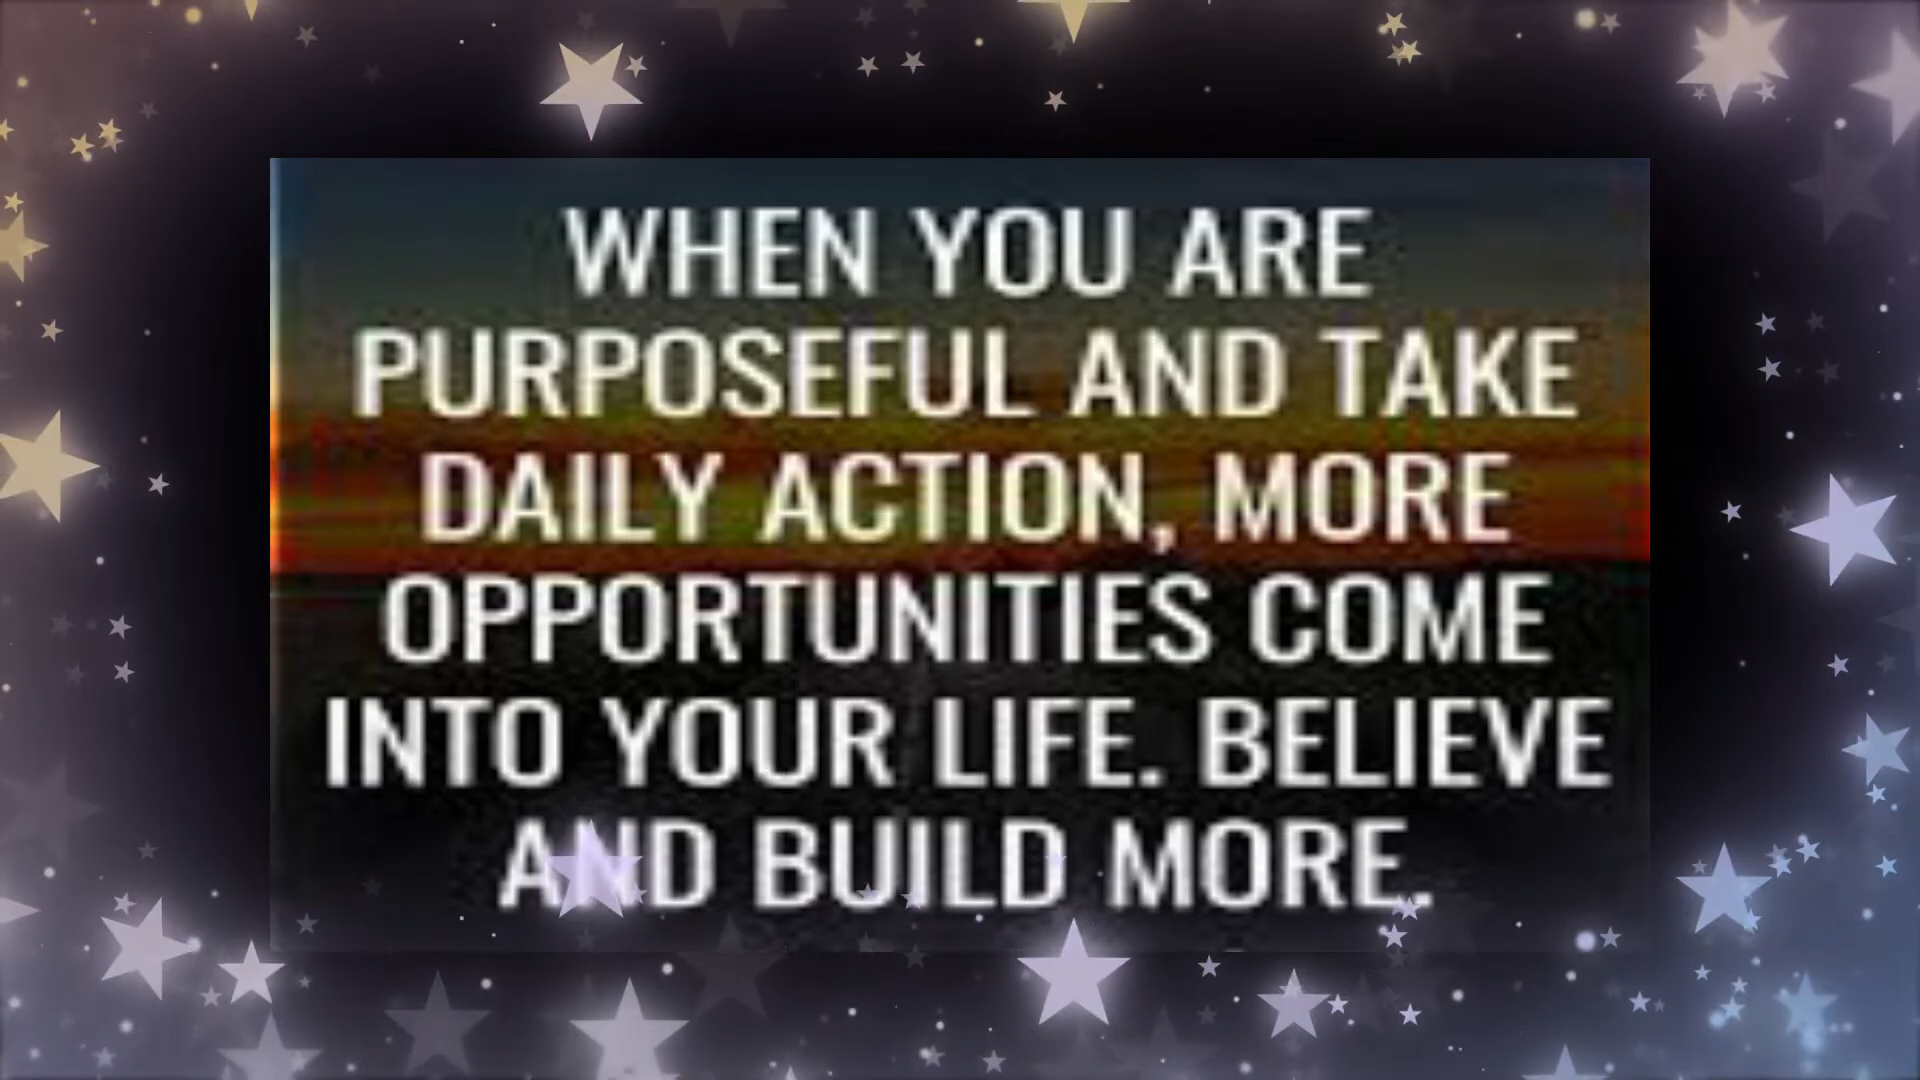 WHEN YOU ARE
PURPOSEFUL AND TAKE
DAILY ACTION, MORE
OPPORTUNITIES COME
INTO YOUR LIFE. BELIEVE
AND BUILD MORE.